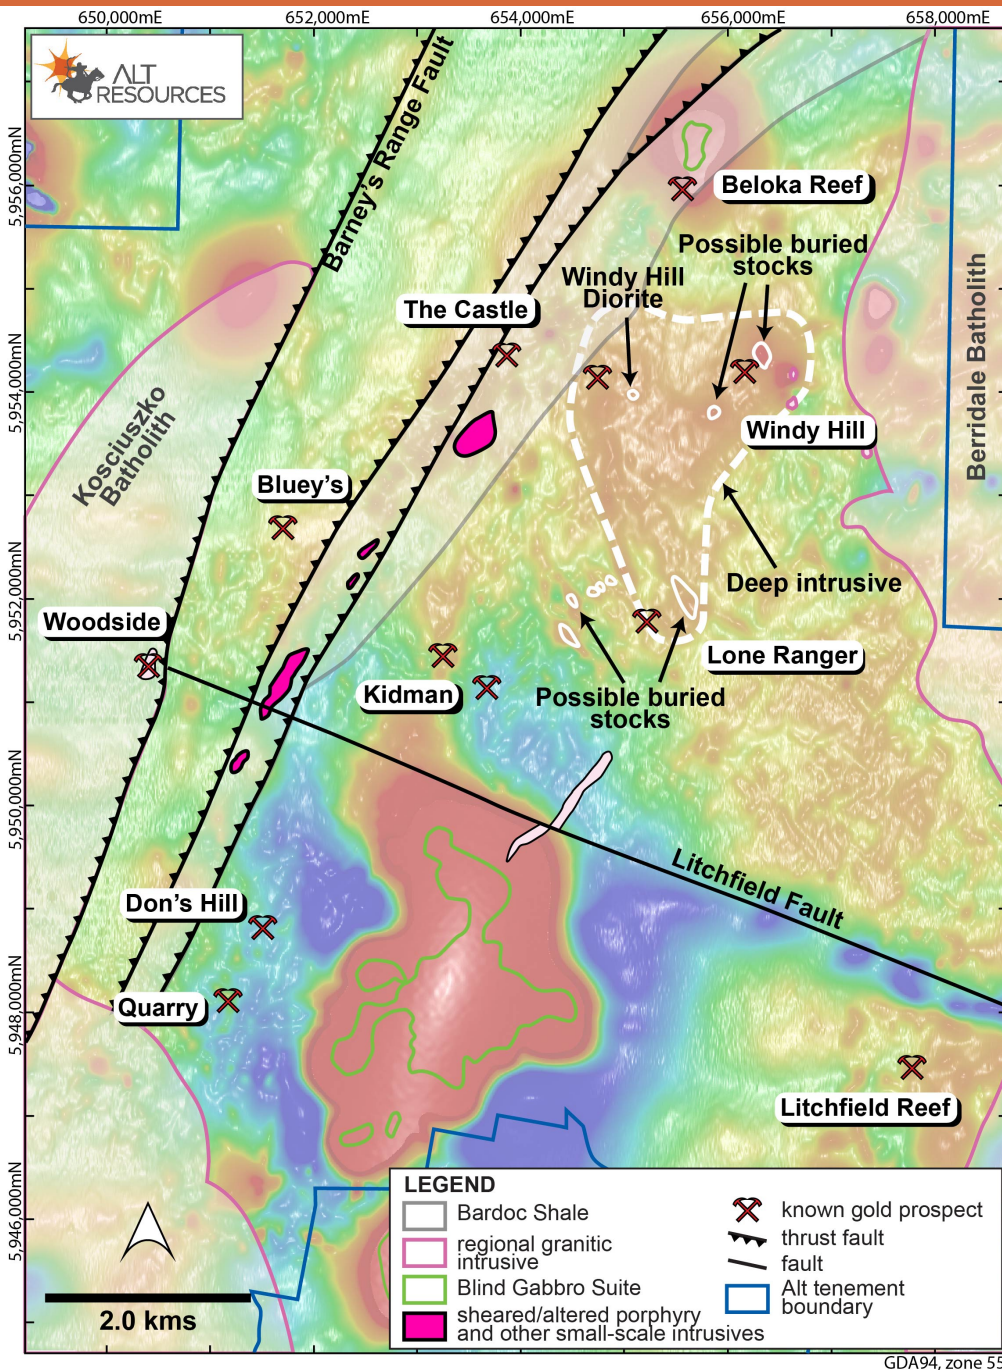 650,000mE
652,000mE
654,000mE
656,000mE
658,000mE
ALT
RESOURCES
Barney's Range Fault
5,956,000mN
Beloka Reef
Possible buried
stocks
Windy Hill
Diorite
The Castle
Berridale Batholith
5,954,000mN
Kosciuszko
Batholith
Windy Hill
Bluey's
Deep intrusive
5,952,000mN
Woodside
Lone Ranger
Kidman
Possible buried
stocks
5,950,000mN
Litchfield Fault
Don's Hill
5,948,000mN
Quarry
Litchfield Reef
5,946,000mN
2.0 kms
LEGEND
Bardoc Shale
regional granitic
intrusive
Blind Gabbro Suite
sheared/altered porphyry
and other small-scale intrusives
known gold prospect
thrust fault
fault
Alt tenement
boundary
GDA94, zone 55